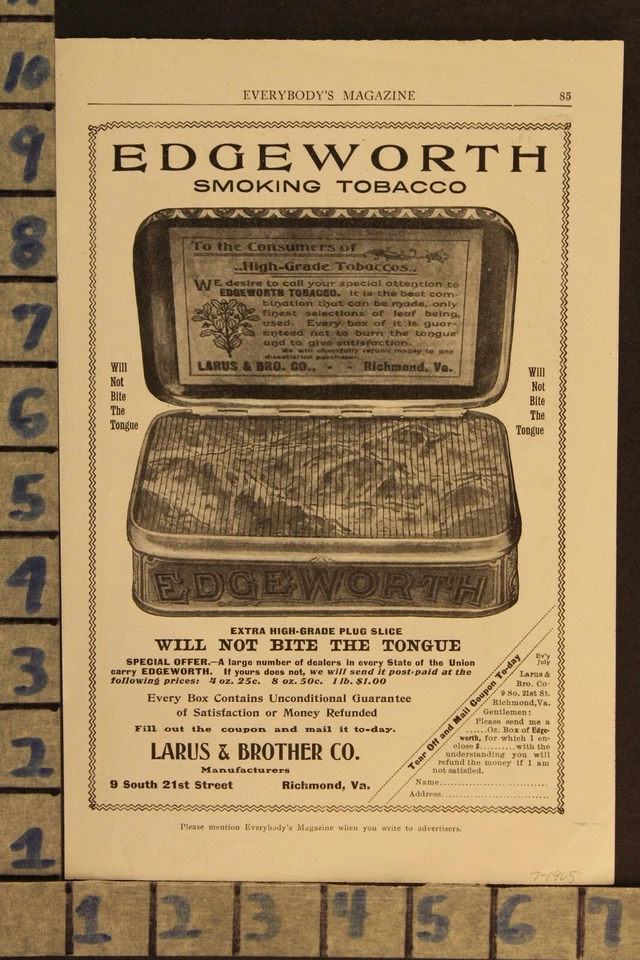 EVERYBODY'S MAGAZINE 85
EDGEWORTH
SMOKING TOBACCO
To the Consumers of
..High-Grade Tobaccos..
WE desire to call your special attention to
EDGEWORTH TOBACCO. It is the best com-
bination that can be made, only
finest selections of leaf being
used. Every box of it is guar-
anteed not to burn the tongue
and to give satisfaction.
We will cheerfully refund money to any
dissatisfied purchaser.
LARUS & BRO. CO., - - Richmond, Va.
Will
Not
Bite
The
Tongue
Will
Not
Bite
The
Tongue
EDGEWORTH
EXTRA HIGH-GRADE PLUG SLICE
WILL NOT BITE THE TONGUE
SPECIAL OFFER.—A large number of dealers in every State of the Union
carry EDGEWORTH. If yours does not, we will send it post-paid at the
following prices: 4 oz. 25c. 8 oz. 50c. 1 lb. $1.00
Every Box Contains Unconditional Guarantee
of Satisfaction or Money Refunded
Fill out the coupon and mail it to-day.
LARUS & BROTHER CO.
Manufacturers
9 South 21st Street Richmond, Va.
Tear Off and Mail Coupon To-day
Ev'y
July
Larus &
Bro. Co.
9 So. 21st St.
Richmond, Va.
Gentlemen:
Please send me a
......Oz. Box of Edge-
worth, for which I en-
close $..........with the
understanding you will
refund the money if I am
not satisfied.
Name..............................
Address..............................
Please mention Everybody's Magazine when you write to advertisers.
7-1905
11
10
9
8
7
6
5
4
3
2
1
1 2 3 4 5 6 7